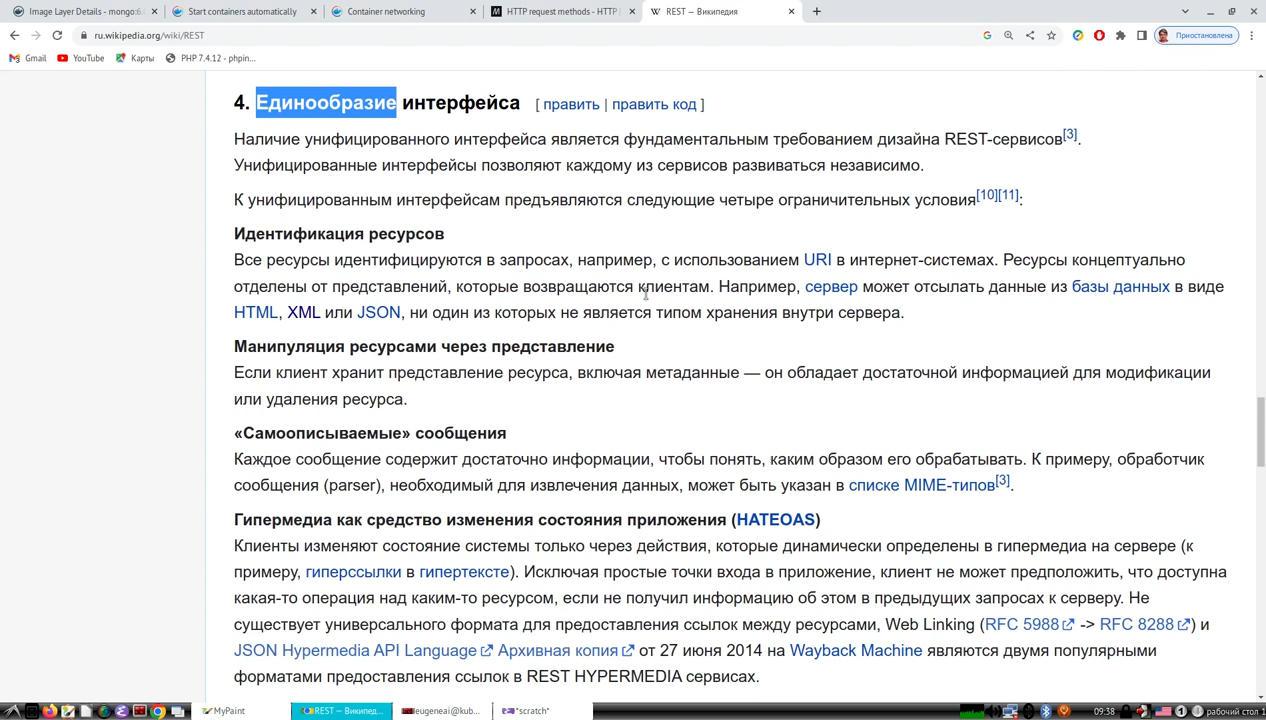 Image Layer Details - mongo:6.
Start containers automatically
Container networking
HTTP request methods - HTTP |
REST — Википедия
ru.wikipedia.org/wiki/REST
Приостановлена
Gmail YouTube Карты PHP 7.4.12 - phpin...
4. Единообразие интерфейса [ править | править код ]
Наличие унифицированного интерфейса является фундаментальным требованием дизайна REST-сервисов[3].
Унифицированные интерфейсы позволяют каждому из сервисов развиваться независимо.
К унифицированным интерфейсам предъявляются следующие четыре ограничительных условия[10][11]:
Идентификация ресурсов
Все ресурсы идентифицируются в запросах, например, с использованием URI в интернет-системах. Ресурсы концептуально
отделены от представлений, которые возвращаются клиентам. Например, сервер может отсылать данные из базы данных в виде
HTML, XML или JSON, ни один из которых не является типом хранения внутри сервера.
Манипуляция ресурсами через представление
Если клиент хранит представление ресурса, включая метаданные — он обладает достаточной информацией для модификации
или удаления ресурса.
«Самоописываемые» сообщения
Каждое сообщение содержит достаточно информации, чтобы понять, каким образом его обрабатывать. К примеру, обработчик
сообщения (parser), необходимый для извлечения данных, может быть указан в списке MIME-типов[3].
Гипермедиа как средство изменения состояния приложения (HATEOAS)
Клиенты изменяют состояние системы только через действия, которые динамически определены в гипермедиа на сервере (к
примеру, гиперссылки в гипертексте). Исключая простые точки входа в приложение, клиент не может предположить, что доступна
какая-то операция над каким-то ресурсом, если не получил информацию об этом в предыдущих запросах к серверу. Не
существует универсального формата для предоставления ссылок между ресурсами, Web Linking (RFC 5988 -> RFC 8288) и
JSON Hypermedia API Language Архивная копия от 27 июня 2014 на Wayback Machine являются двумя популярными
форматами предоставления ссылок в REST HYPERMEDIA сервисах.
MyPaint REST — Википед... eugeneai@kub... *scratch* 09:38 1 рабочий стол 1